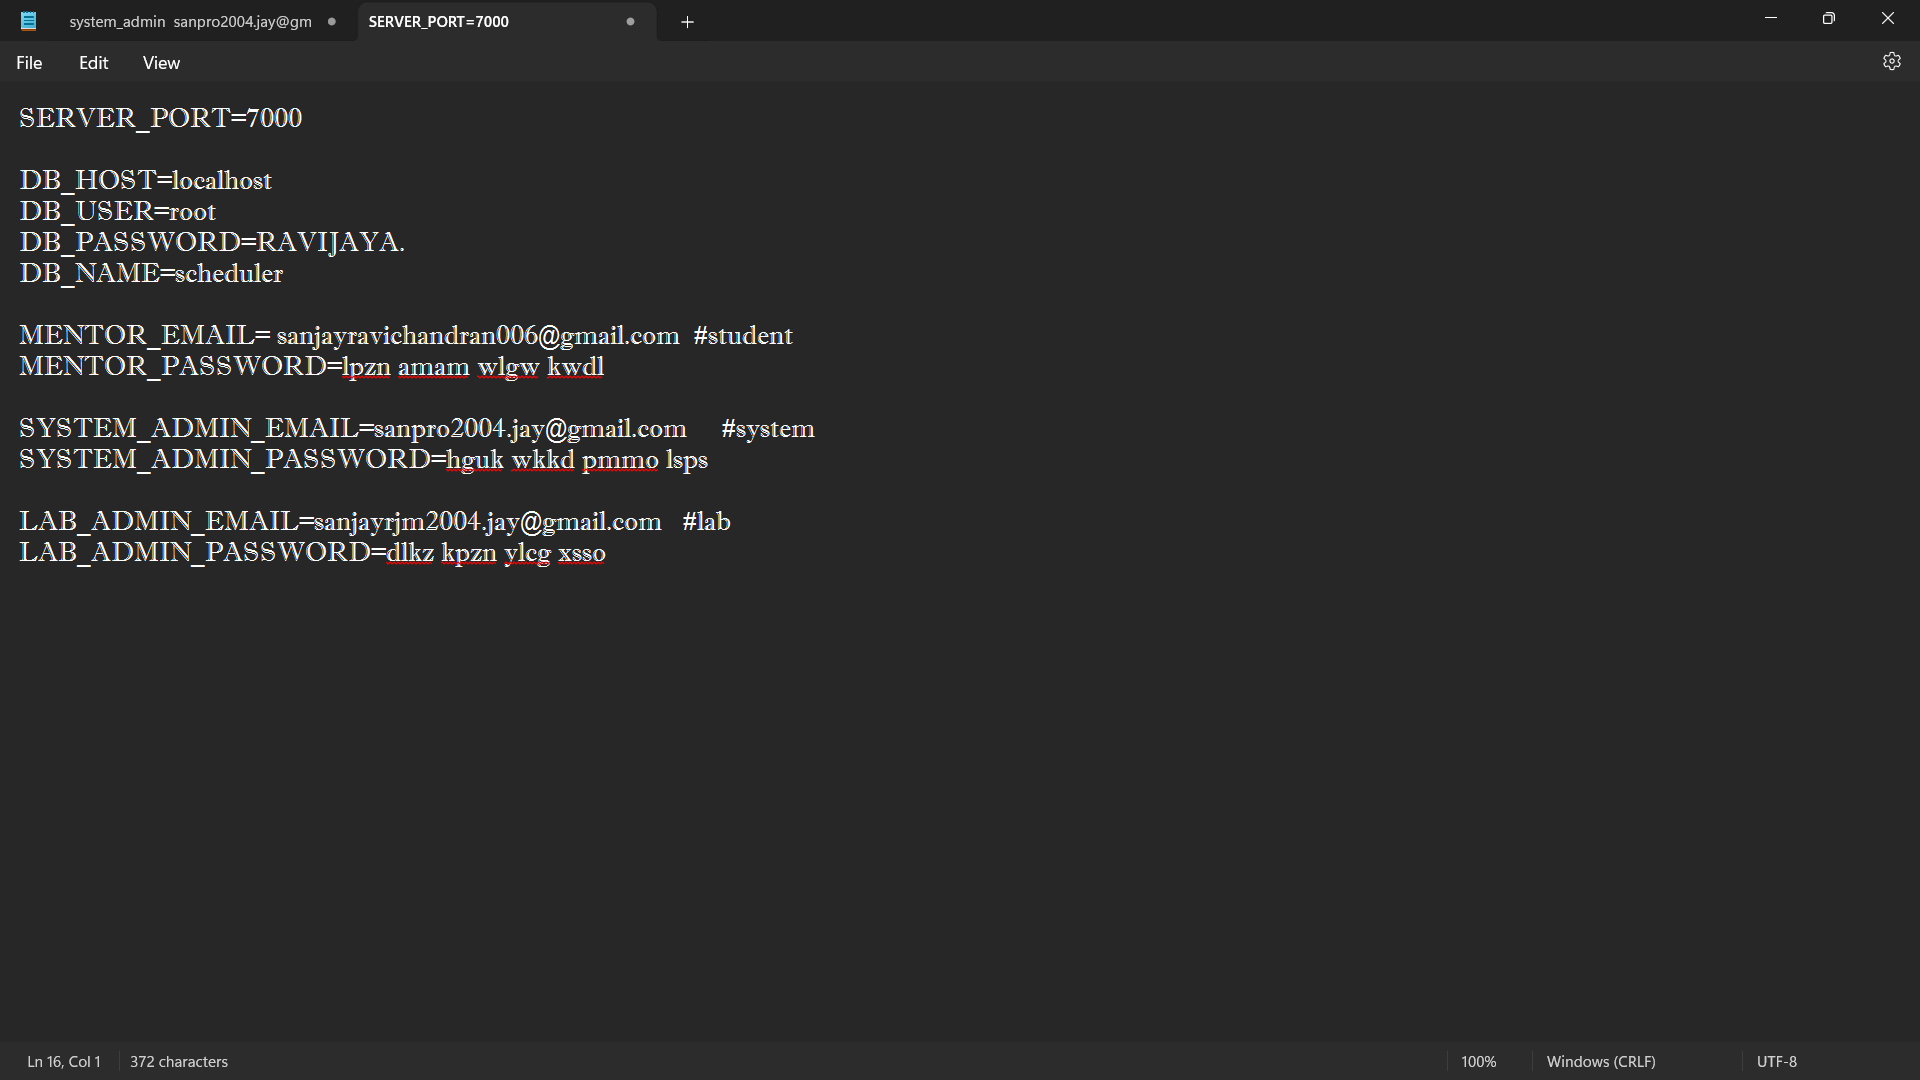 system_admin sanpro2004.jay@gm
SERVER_PORT=7000
File Edit View
SERVER_PORT=7000
DB_HOST=localhost
DB_USER=root
DB_PASSWORD=RAVIJAYA.
DB_NAME=scheduler
MENTOR_EMAIL= sanjayravichandran006@gmail.com #student
MENTOR_PASSWORD=lpzn amam wlgw kwdl
SYSTEM_ADMIN_EMAIL=sanpro2004.jay@gmail.com #system
SYSTEM_ADMIN_PASSWORD=hguk wkkd pmmo lsps
LAB_ADMIN_EMAIL=sanjayrjm2004.jay@gmail.com #lab
LAB_ADMIN_PASSWORD=dlkz kpzn ylcg xsso
Ln 16, Col 1 372 characters 100% Windows (CRLF) UTF-8